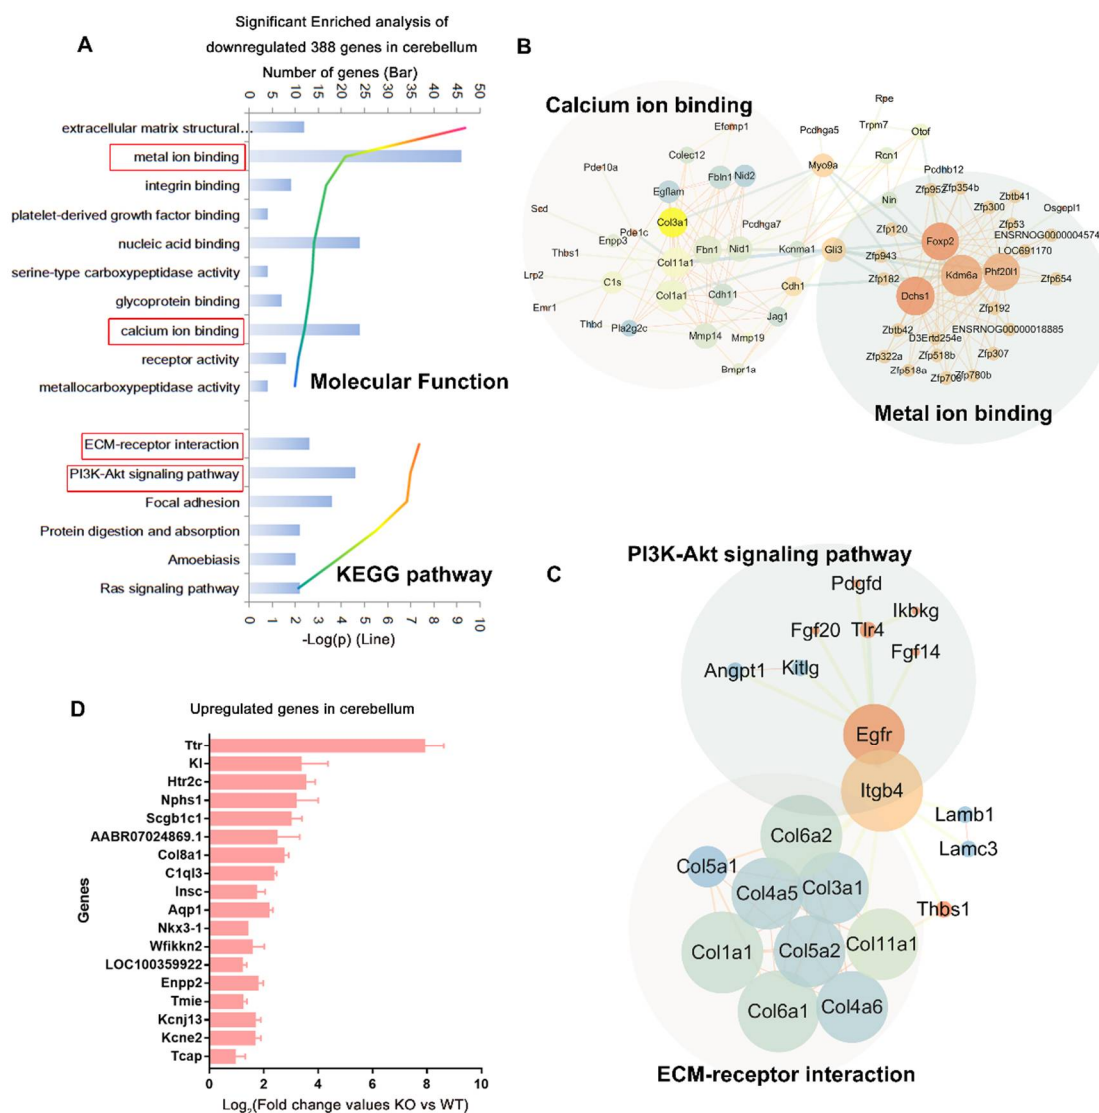 A
Significant Enriched analysis of
downregulated 388 genes in cerebellum
Number of genes (Bar)
0 5 10 15 20 25 30 35 40 45 50
extracellular matrix structural...
metal ion binding
integrin binding
platelet-derived growth factor binding
nucleic acid binding
serine-type carboxypeptidase activity
glycoprotein binding
calcium ion binding
receptor activity
metallocarboxypeptidase activity
Molecular Function
ECM-receptor interaction
PI3K-Akt signaling pathway
Focal adhesion
Protein digestion and absorption
Amoebiasis
Ras signaling pathway
KEGG pathway
0 1 2 3 4 5 6 7 8 9 10
-Log(p) (Line)
B
Calcium ion binding
Efemp1
Colec12
Pde10a
Fbln1
Nid2
Egflam
Scd
Col3a1
Pde1c
Pcdhga7
Enpp3
Thbs1
Fbn1
Nid1
Kcnma1
Col11a1
Lrp2
C1s
Col1a1
Cdh11
Cdh1
Emr1
Thbd
Pla2g2c
Jag1
Mmp14
Mmp19
Bmpr1a
Rpe
Pcdhga5
Trpm7
Otof
Myo9a
Rcn1
Nin
Gli3
Pcdhb12
Zfp952
Zfp354b
Zbtb41
Zfp300
Osgepl1
Zfp53
Zfp120
Foxp2
ENSRNOG0000004574
LOC691170
Zfp943
Kdm6a
Phf20l1
Zfp182
Zfp654
Dchs1
Zfp192
Zbtb42
ENSRNOG00000018885
D3Ertd254e
Zfp322a
Zfp518b
Zfp307
Zfp518a
Zfp780b
Metal ion binding
C
PI3K-Akt signaling pathway
Pdgfd
Ikbkg
Fgf20
Tlr4
Fgf14
Angpt1
Kitlg
Egfr
Itgb4
Lamb1
Lamc3
Col6a2
Col5a1
Col4a5
Col3a1
Thbs1
Col1a1
Col5a2
Col11a1
Col6a1
Col4a6
ECM-receptor interaction
D
Upregulated genes in cerebellum
Genes
Ttr
Kl
Htr2c
Nphs1
Scgb1c1
AABR07024869.1
Col8a1
C1ql3
Insc
Aqp1
Nkx3-1
Wfikkn2
LOC100359922
Enpp2
Tmie
Kcnj13
Kcne2
Tcap
0 2 4 6 8 10
Log₂(Fold change values KO vs WT)